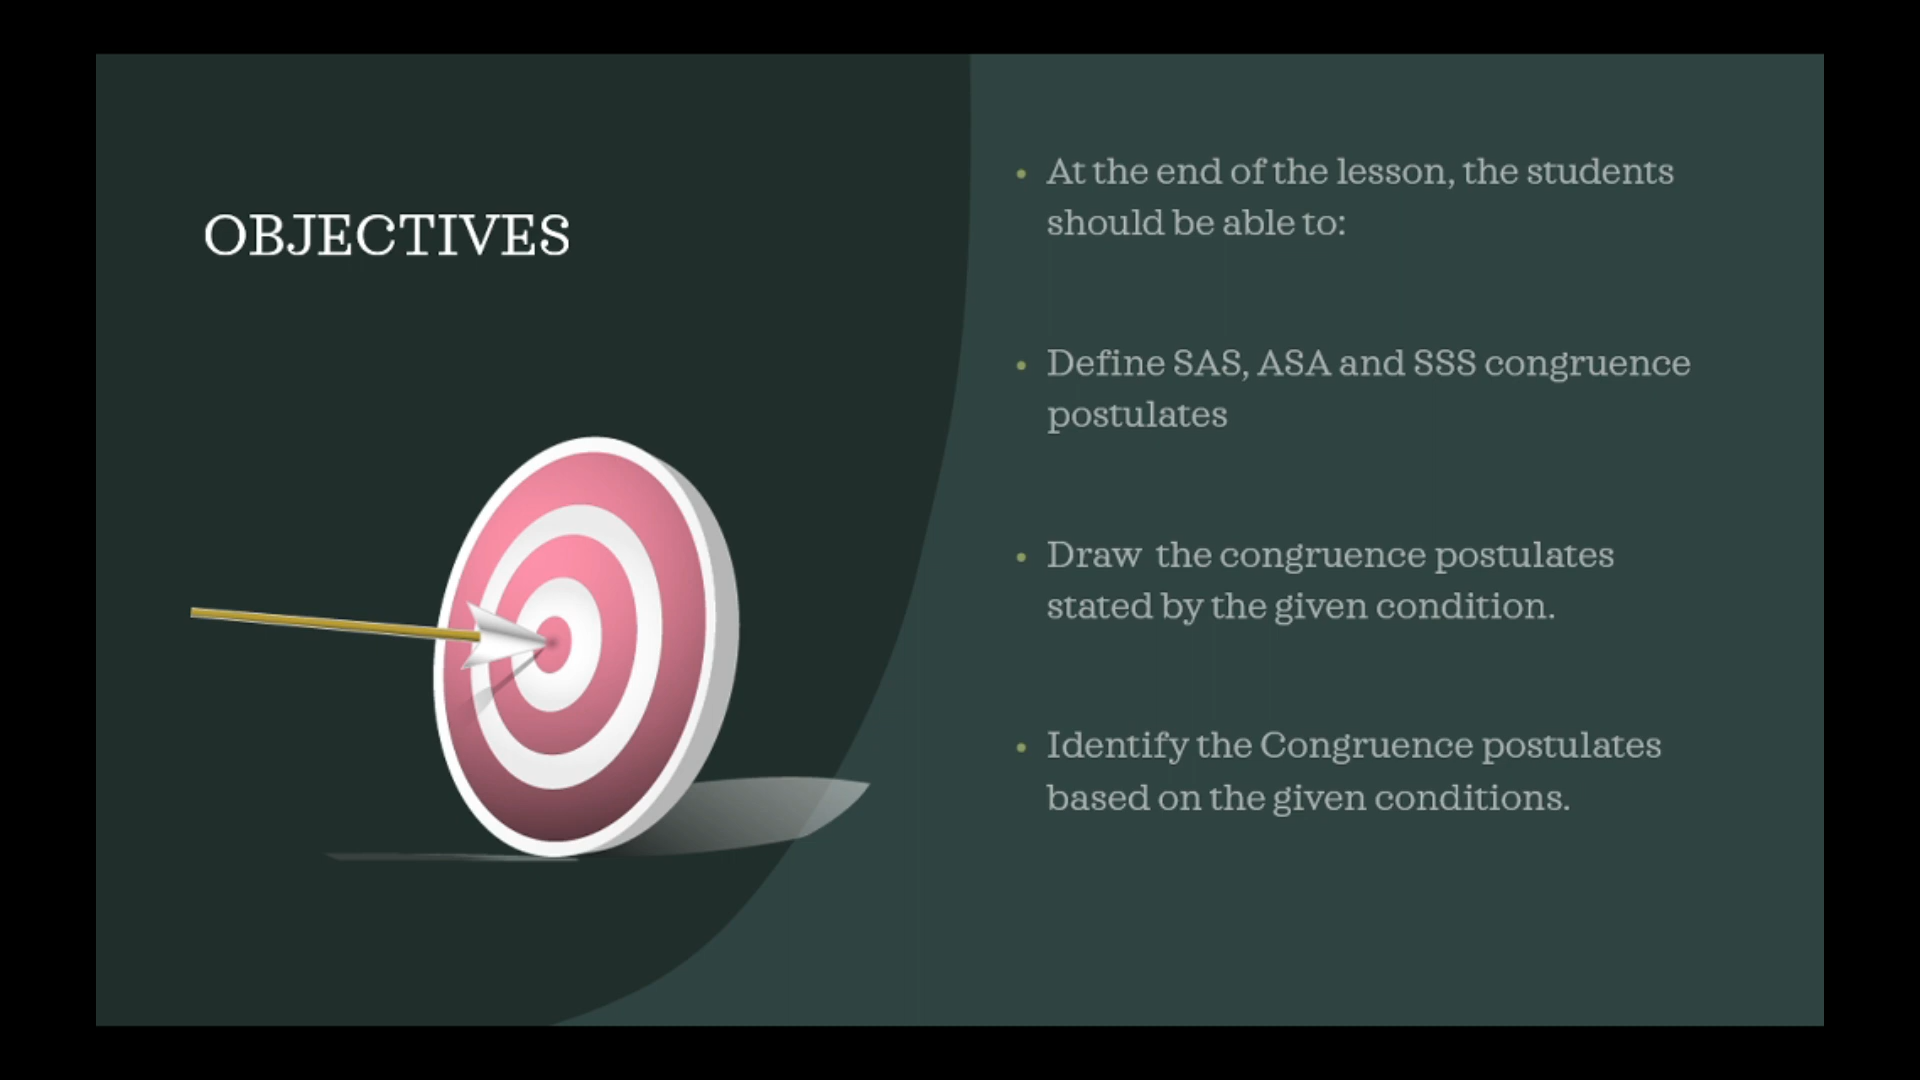 OBJECTIVES
• At the end of the lesson, the students
should be able to:
• Define SAS, ASA and SSS congruence
postulates
• Draw  the congruence postulates
stated by the given condition.
• Identify the Congruence postulates
based on the given conditions.